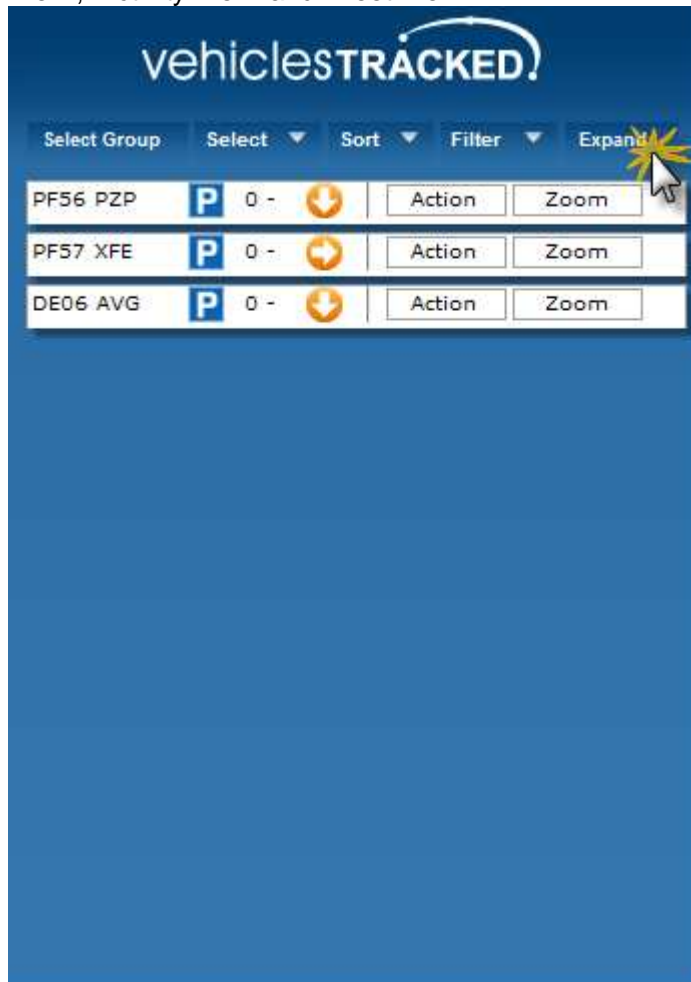 vehiclesTRACKED!
Select Group Select Sort Filter Expand
PF56 PZP P 0 - Action Zoom
PF57 XFE P 0 - Action Zoom
DE06 AVG P 0 - Action Zoom